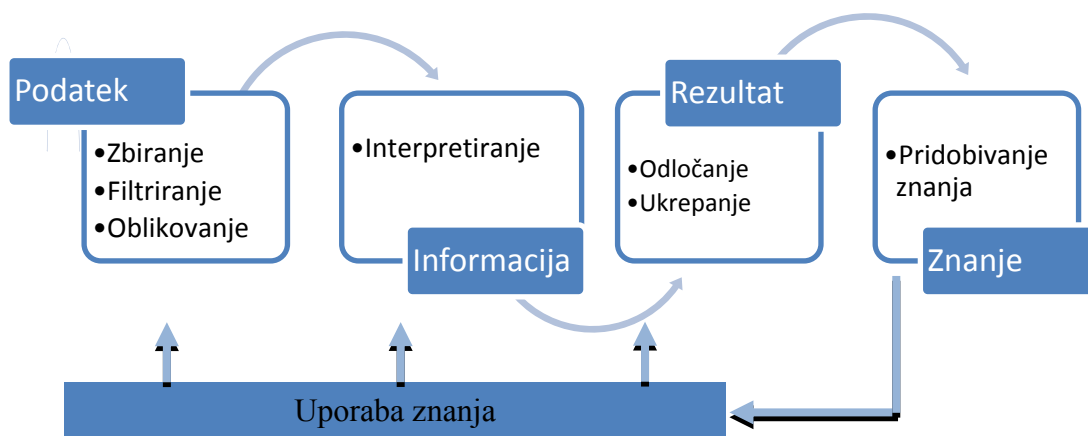 Podatek
•Zbiranje
•Filtriranje
•Oblikovanje
•Interpretiranje
Informacija
Rezultat
•Odločanje
•Ukrepanje
•Pridobivanje
znanja
Znanje
Uporaba znanja